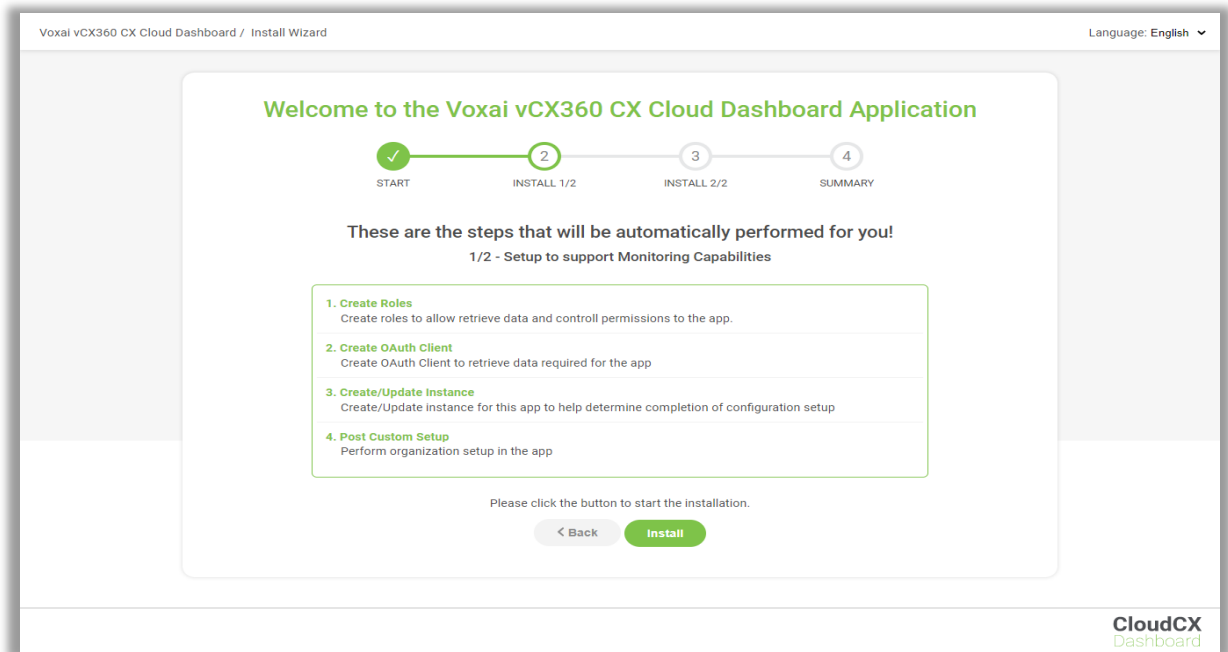 Voxai vCX360 CX Cloud Dashboard / Install Wizard
Language: English
Welcome to the Voxai vCX360 CX Cloud Dashboard Application
2
3
4
START
INSTALL 1/2
INSTALL 2/2
SUMMARY
These are the steps that will be automatically performed for you!
1/2 - Setup to support Monitoring Capabilities
1. Create Roles
Create roles to allow retrieve data and controll permissions to the app.
2. Create OAuth Client
Create OAuth Client to retrieve data required for the app
3. Create/Update Instance
Create/Update instance for this app to help determine completion of configuration setup
4. Post Custom Setup
Perform organization setup in the app
Please click the button to start the installation.
< Back
Install
CloudCX
Dashboard